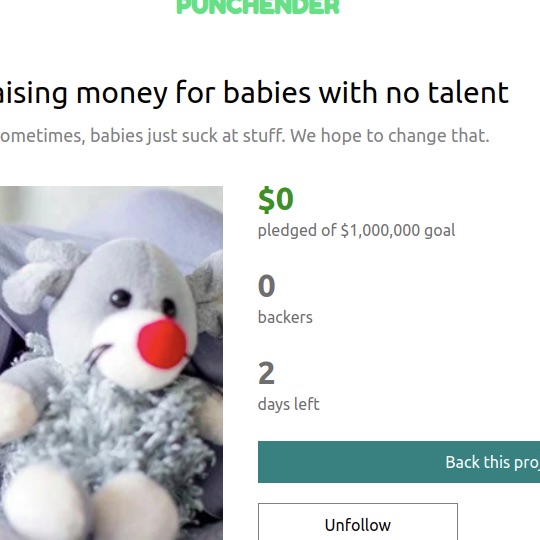 PUNCHENDER
aising money for babies with no talent
ometimes, babies just suck at stuff. We hope to change that.
$0
pledged of $1,000,000 goal
0
backers
2
days left
Back this pro
Unfollow